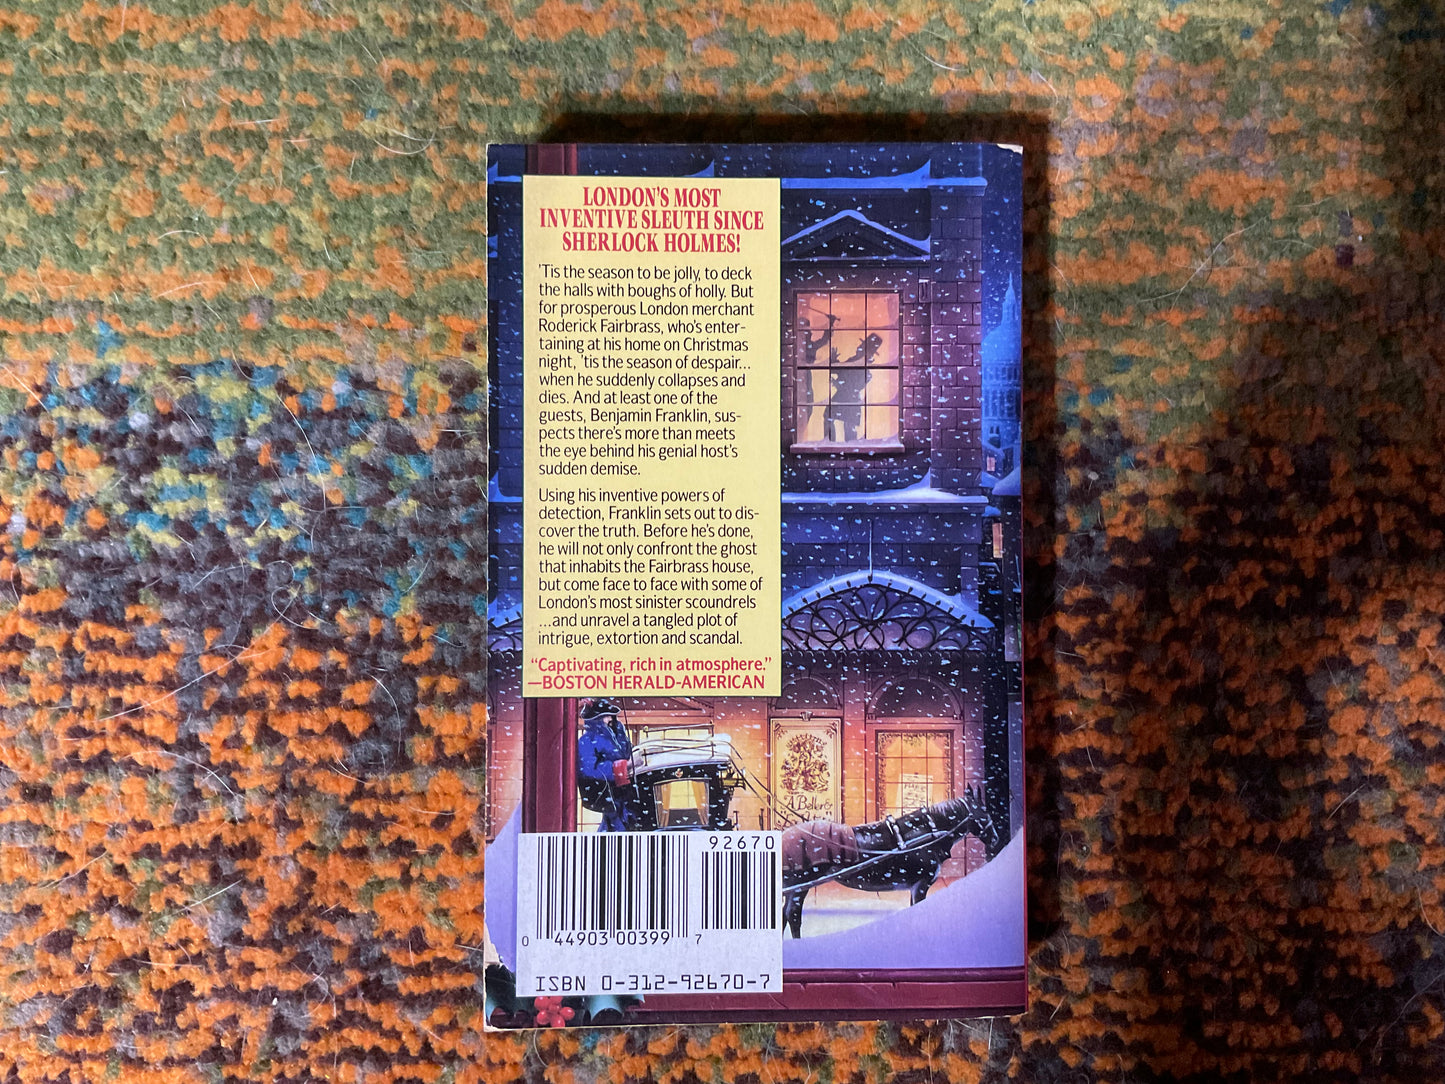 LONDON'S MOST
INVENTIVE SLEUTH SINCE
SHERLOCK HOLMES!
'Tis the season to be jolly, to deck
the halls with boughs of holly. But
for prosperous London merchant
Roderick Fairbrass, who's enter-
taining at his home on Christmas
night, 'tis the season of despair...
when he suddenly collapses and
dies. And at least one of the
guests, Benjamin Franklin, sus-
pects there's more than meets
the eye behind his genial host's
sudden demise.
Using his inventive powers of
detection, Franklin sets out to dis-
cover the truth. Before he's done,
he will not only confront the ghost
that inhabits the Fairbrass house,
but come face to face with some of
London's most sinister scoundrels
...and unravel a tangled plot of
intrigue, extortion and scandal.
"Captivating, rich in atmosphere."
—BOSTON HERALD-AMERICAN
92670
0 44903 00399 7
ISBN 0-312-92670-7